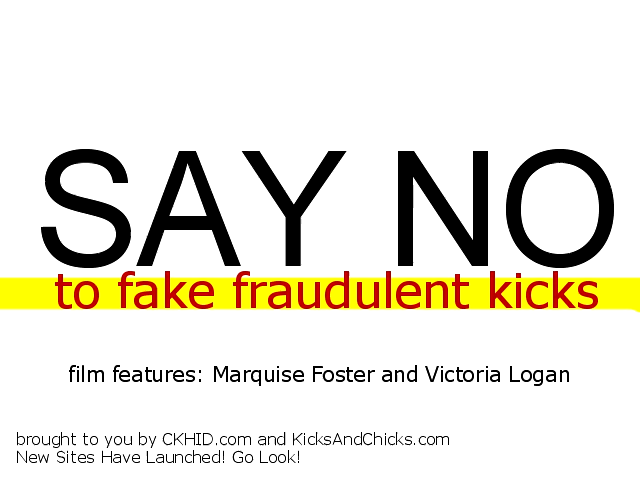 SAY NO
to fake fraudulent kicks
film features: Marquise Foster and Victoria Logan
brought to you by CKHID.com and KicksAndChicks.com
New Sites Have Launched! Go Look!